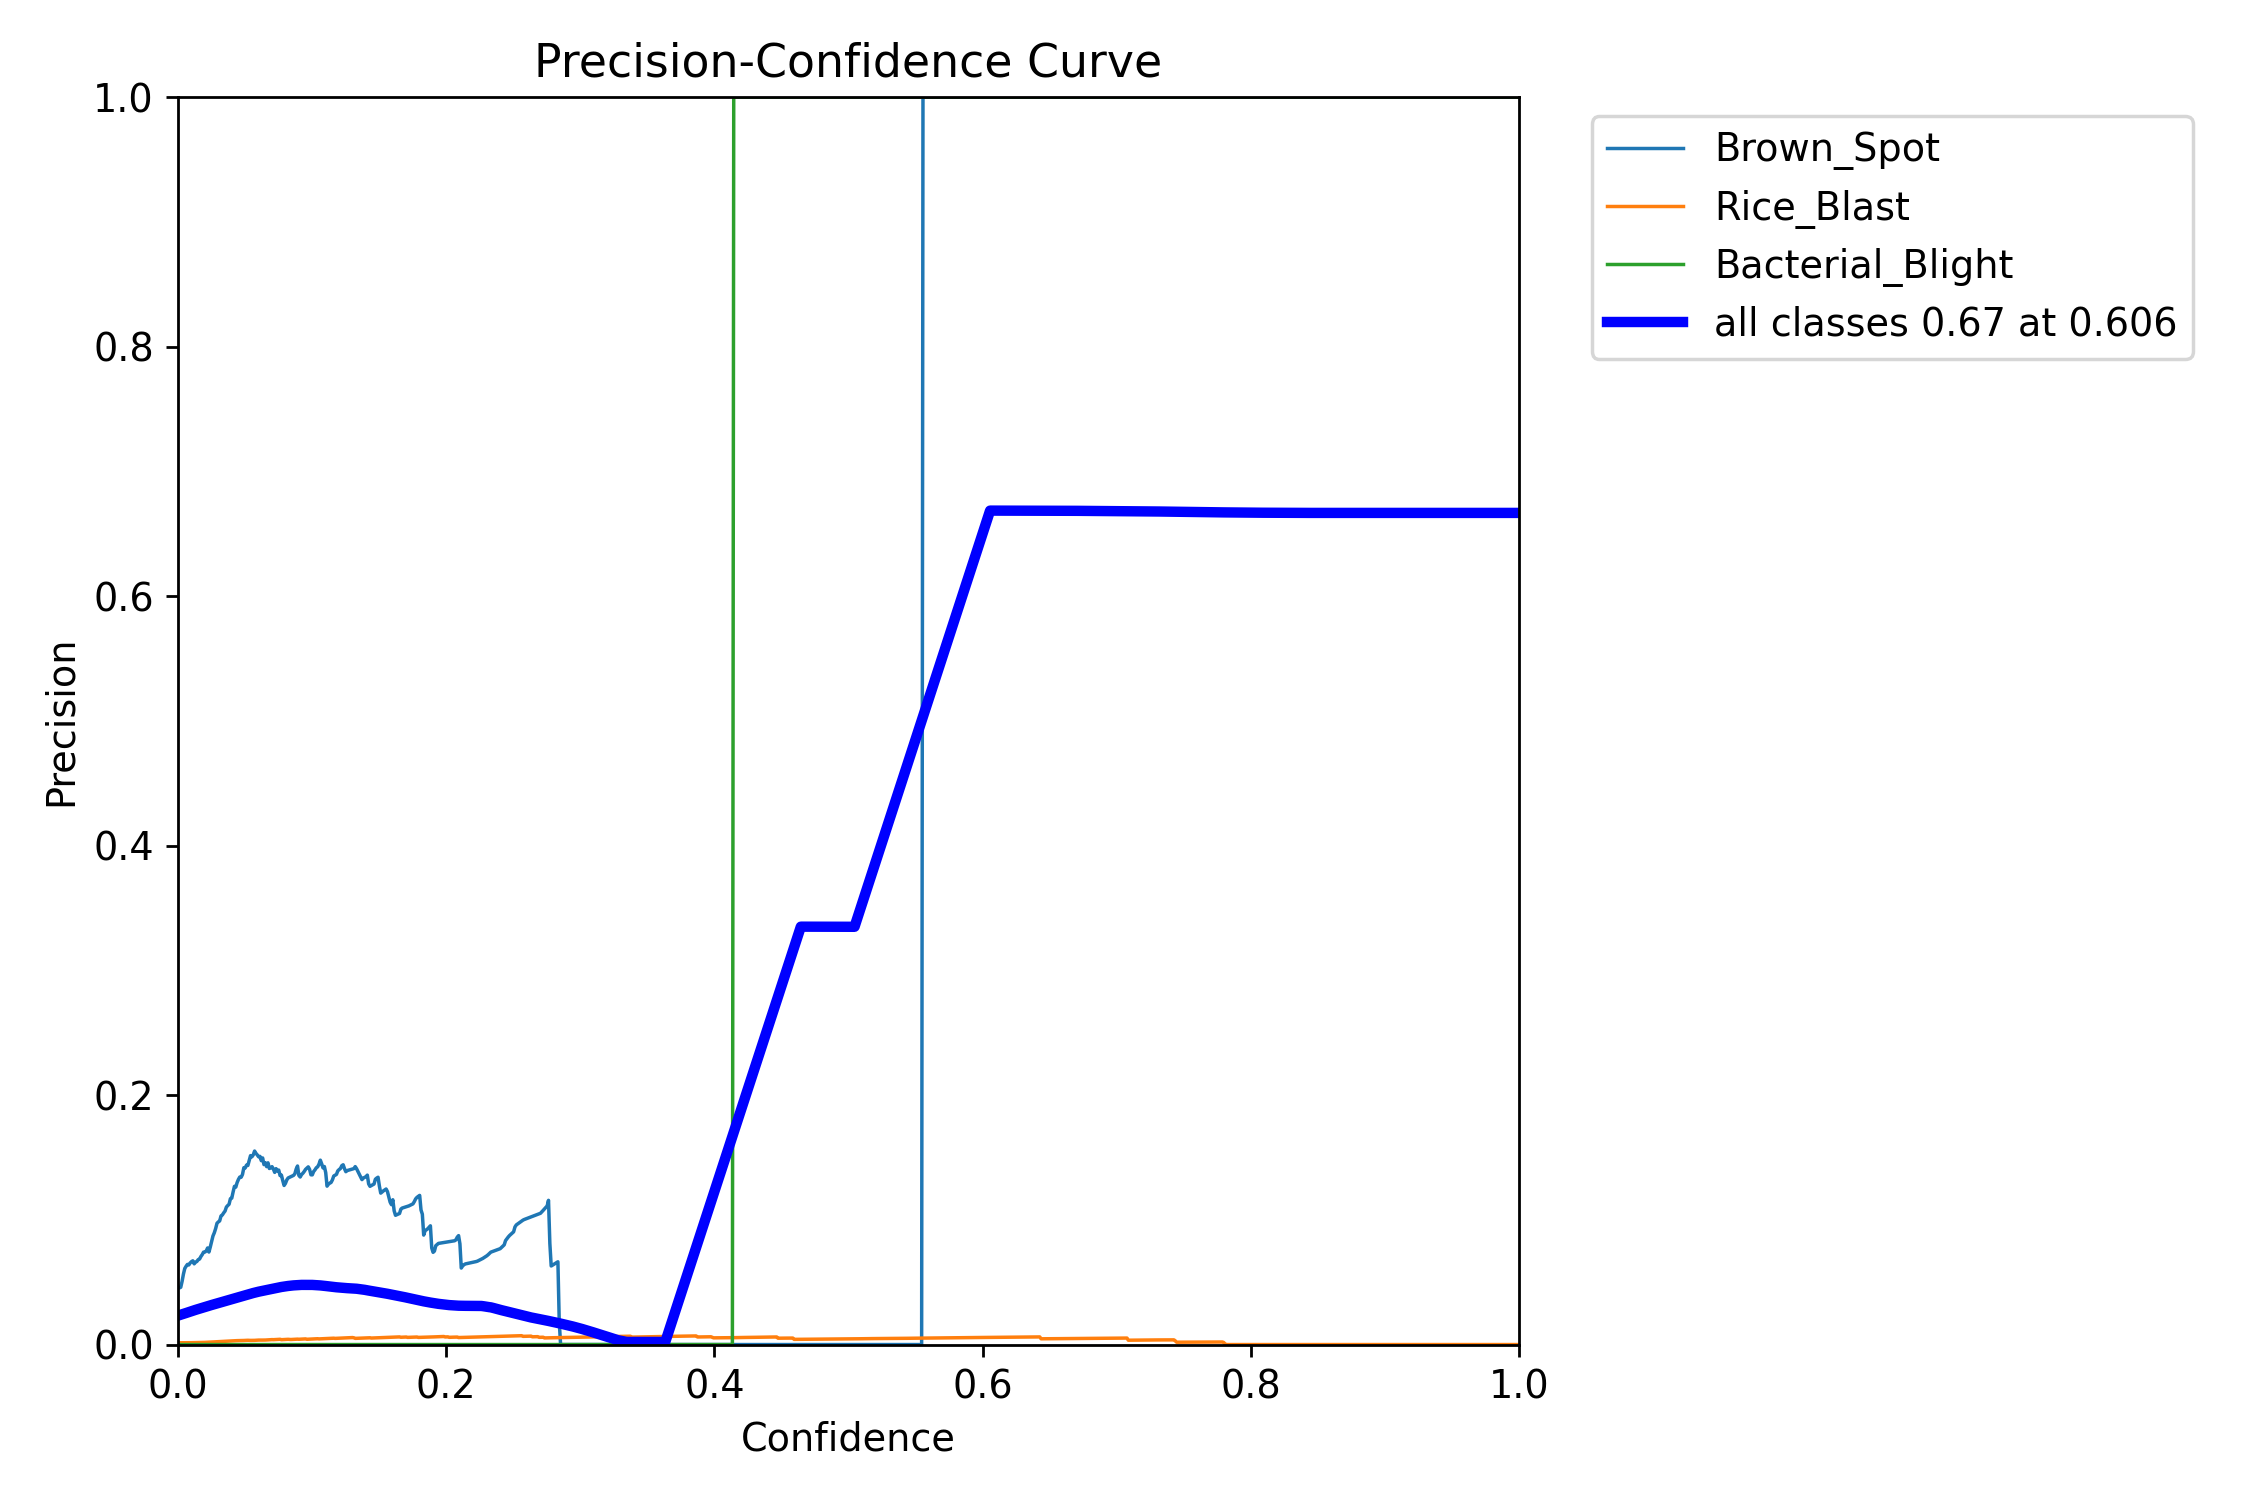 Precision-Confidence Curve
1.0
0.8
0.6
0.4
0.2
0.0
Precision
0.0 0.2 0.4 0.6 0.8 1.0
Confidence
Brown_Spot
Rice_Blast
Bacterial_Blight
all classes 0.67 at 0.606